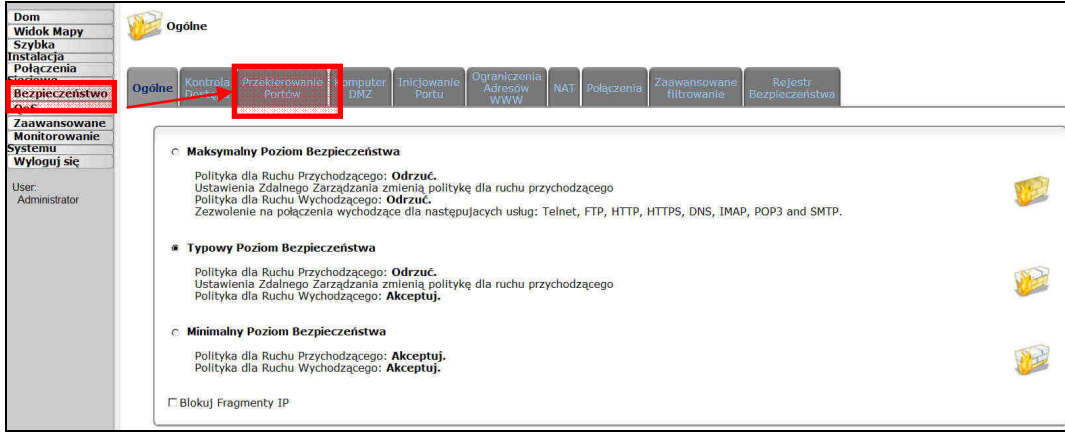 Dom
Widok Mapy
Szybka
Instalacja
Połączenia
Sieciowe
Bezpieczeństwo
QoS
Zaawansowane
Monitorowanie
Systemu
Wyloguj się
User:
Administrator
Ogólne
Ogólne
Kontrola
Dostępu
Przekierowanie
Portów
Komputer
DMZ
Inicjowanie
Portu
Ograniczenia
Adresów
WWW
NAT
Połączenia
Zaawansowane
filtrowanie
Rejestr
Bezpieczeństwa
Maksymalny Poziom Bezpieczeństwa
Polityka dla Ruchu Przychodzącego: Odrzuć.
Ustawienia Zdalnego Zarządzania zmienią politykę dla ruchu przychodzącego
Polityka dla Ruchu Wychodzącego: Odrzuć.
Zezwolenie na połączenia wychodzące dla następujacych usług: Telnet, FTP, HTTP, HTTPS, DNS, IMAP, POP3 and SMTP.
Typowy Poziom Bezpieczeństwa
Polityka dla Ruchu Przychodzącego: Odrzuć.
Ustawienia Zdalnego Zarządzania zmienią politykę dla ruchu przychodzącego
Polityka dla Ruchu Wychodzącego: Akceptuj.
Minimalny Poziom Bezpieczeństwa
Polityka dla Ruchu Przychodzącego: Akceptuj.
Polityka dla Ruchu Wychodzącego: Akceptuj.
Blokuj Fragmenty IP